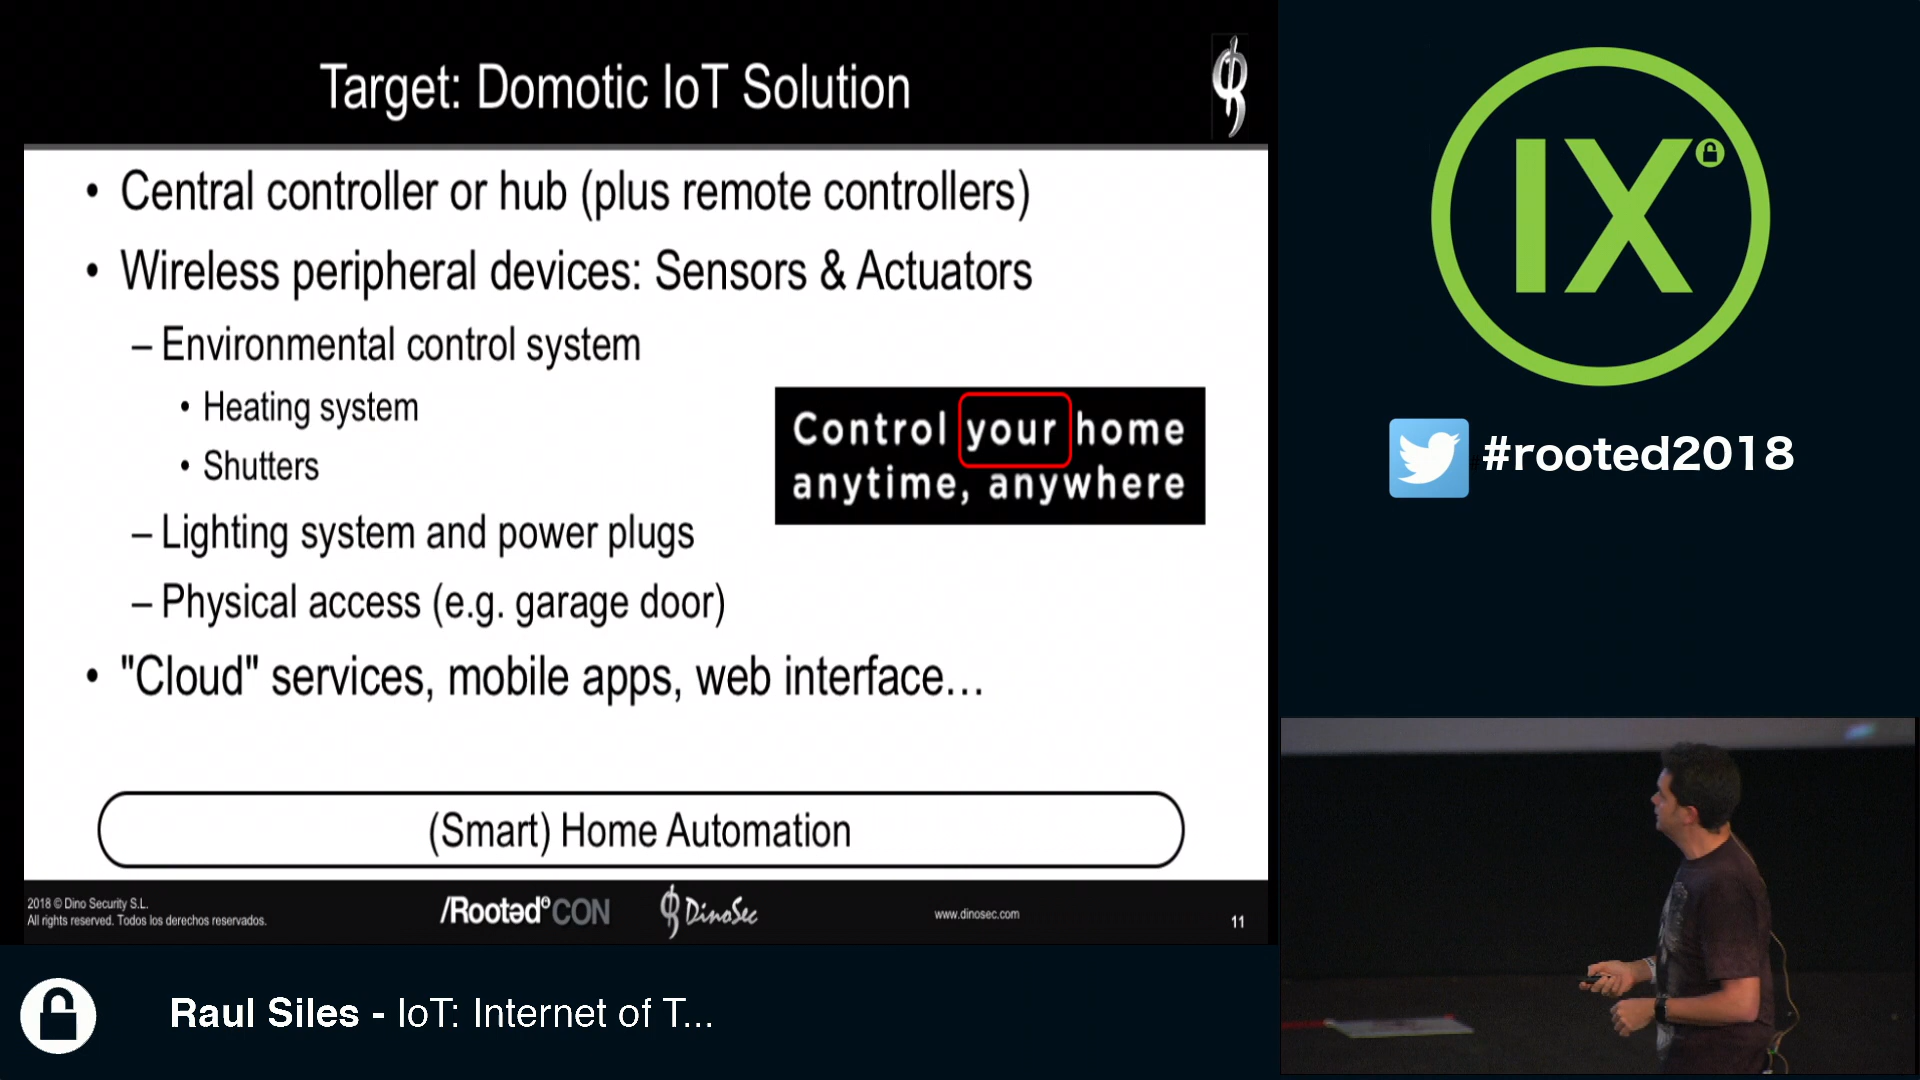 Target: Domotic IoT Solution
• Central controller or hub (plus remote controllers)
• Wireless peripheral devices: Sensors & Actuators
– Environmental control system
• Heating system
• Shutters
– Lighting system and power plugs
– Physical access (e.g. garage door)
• "Cloud" services, mobile apps, web interface…
Control your home
anytime, anywhere
(Smart) Home Automation
2018 © Dino Security S.L.
All rights reserved. Todos los derechos reservados.
/Rootəd CON
DinoSec
www.dinosec.com
11
IX
#rooted2018
Raul Siles - IoT: Internet of T...